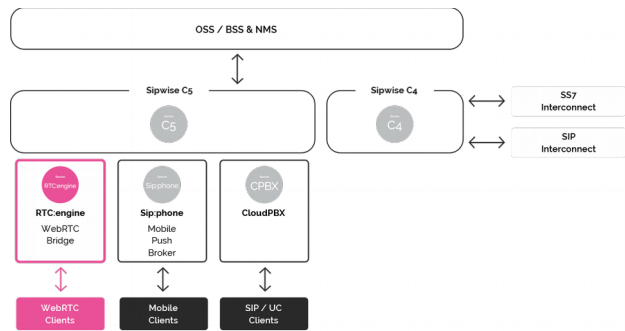 OSS / BSS & NMS
Sipwise C5
Sipwise C4
C5
C4
SS7
Interconnect
SIP
Interconnect
RTC:engine
Sip:phone
CPBX
RTC:engine
WebRTC
Bridge
Sip:phone
Mobile
Push
Broker
CloudPBX
WebRTC
Clients
Mobile
Clients
SIP / UC
Clients